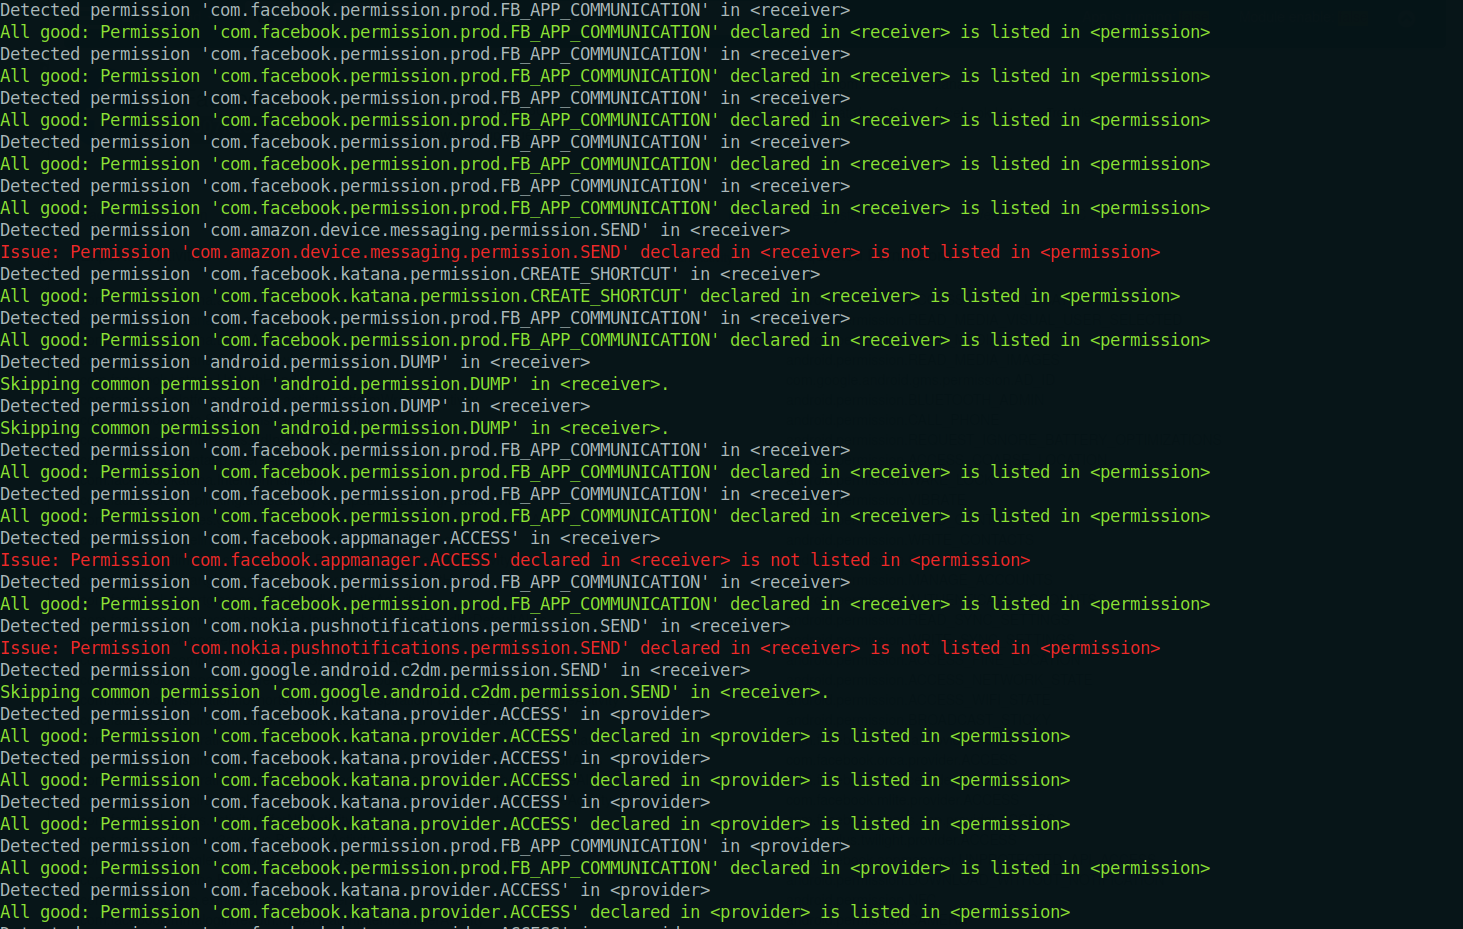 Detected permission 'com.facebook.permission.prod.FB_APP_COMMUNICATION' in <receiver>
All good: Permission 'com.facebook.permission.prod.FB_APP_COMMUNICATION' declared in <receiver> is listed in <permission>
Detected permission 'com.facebook.permission.prod.FB_APP_COMMUNICATION' in <receiver>
All good: Permission 'com.facebook.permission.prod.FB_APP_COMMUNICATION' declared in <receiver> is listed in <permission>
Detected permission 'com.facebook.permission.prod.FB_APP_COMMUNICATION' in <receiver>
All good: Permission 'com.facebook.permission.prod.FB_APP_COMMUNICATION' declared in <receiver> is listed in <permission>
Detected permission 'com.facebook.permission.prod.FB_APP_COMMUNICATION' in <receiver>
All good: Permission 'com.facebook.permission.prod.FB_APP_COMMUNICATION' declared in <receiver> is listed in <permission>
Detected permission 'com.facebook.permission.prod.FB_APP_COMMUNICATION' in <receiver>
All good: Permission 'com.facebook.permission.prod.FB_APP_COMMUNICATION' declared in <receiver> is listed in <permission>
Detected permission 'com.amazon.device.messaging.permission.SEND' in <receiver>
Issue: Permission 'com.amazon.device.messaging.permission.SEND' declared in <receiver> is not listed in <permission>
Detected permission 'com.facebook.katana.permission.CREATE_SHORTCUT' in <receiver>
All good: Permission 'com.facebook.katana.permission.CREATE_SHORTCUT' declared in <receiver> is listed in <permission>
Detected permission 'com.facebook.permission.prod.FB_APP_COMMUNICATION' in <receiver>
All good: Permission 'com.facebook.permission.prod.FB_APP_COMMUNICATION' declared in <receiver> is listed in <permission>
Detected permission 'android.permission.DUMP' in <receiver>
Skipping common permission 'android.permission.DUMP' in <receiver>.
Detected permission 'android.permission.DUMP' in <receiver>
Skipping common permission 'android.permission.DUMP' in <receiver>.
Detected permission 'com.facebook.permission.prod.FB_APP_COMMUNICATION' in <receiver>
All good: Permission 'com.facebook.permission.prod.FB_APP_COMMUNICATION' declared in <receiver> is listed in <permission>
Detected permission 'com.facebook.permission.prod.FB_APP_COMMUNICATION' in <receiver>
All good: Permission 'com.facebook.permission.prod.FB_APP_COMMUNICATION' declared in <receiver> is listed in <permission>
Detected permission 'com.facebook.appmanager.ACCESS' in <receiver>
Issue: Permission 'com.facebook.appmanager.ACCESS' declared in <receiver> is not listed in <permission>
Detected permission 'com.facebook.permission.prod.FB_APP_COMMUNICATION' in <receiver>
All good: Permission 'com.facebook.permission.prod.FB_APP_COMMUNICATION' declared in <receiver> is listed in <permission>
Detected permission 'com.nokia.pushnotifications.permission.SEND' in <receiver>
Issue: Permission 'com.nokia.pushnotifications.permission.SEND' declared in <receiver> is not listed in <permission>
Detected permission 'com.google.android.c2dm.permission.SEND' in <receiver>
Skipping common permission 'com.google.android.c2dm.permission.SEND' in <receiver>.
Detected permission 'com.facebook.katana.provider.ACCESS' in <provider>
All good: Permission 'com.facebook.katana.provider.ACCESS' declared in <provider> is listed in <permission>
Detected permission 'com.facebook.katana.provider.ACCESS' in <provider>
All good: Permission 'com.facebook.katana.provider.ACCESS' declared in <provider> is listed in <permission>
Detected permission 'com.facebook.katana.provider.ACCESS' in <provider>
All good: Permission 'com.facebook.katana.provider.ACCESS' declared in <provider> is listed in <permission>
Detected permission 'com.facebook.permission.prod.FB_APP_COMMUNICATION' in <provider>
All good: Permission 'com.facebook.permission.prod.FB_APP_COMMUNICATION' declared in <provider> is listed in <permission>
Detected permission 'com.facebook.katana.provider.ACCESS' in <provider>
All good: Permission 'com.facebook.katana.provider.ACCESS' declared in <provider> is listed in <permission>